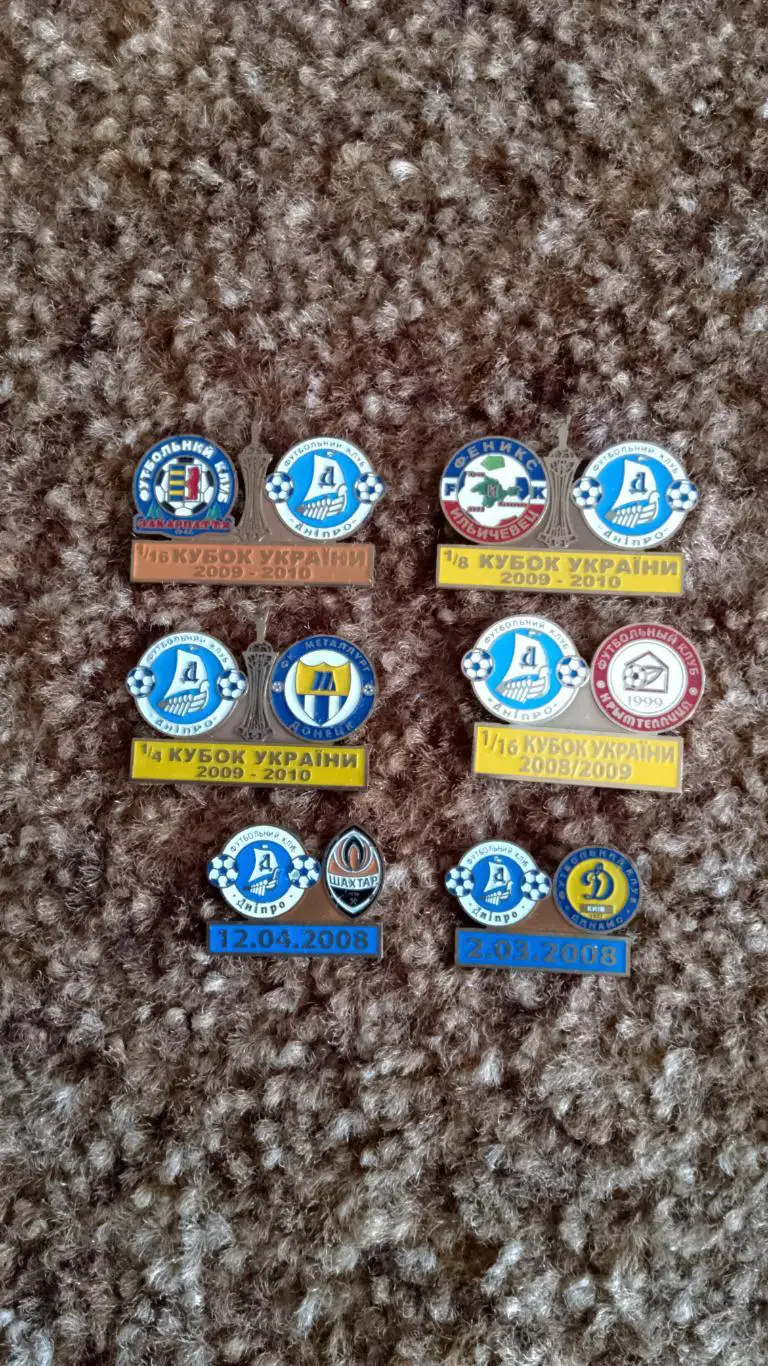 ФУТБОЛЬНИЙ КЛУБ
ФУТБОЛЬНИЙ КЛУБ
Д
Дніпро
1/16 КУБОК УКРАЇНИ
2009 - 2010
ФЕНИКС
F K
ИЛЬИЧЕВЕЦ
ФУТБОЛЬНИЙ КЛУБ
Д
Дніпро
1/8 КУБОК УКРАЇНИ
2009 - 2010
ФУТБОЛЬНИЙ КЛУБ
Д
Дніпро
ФК МЕТАЛЛУРГ
М
ДОНЕЦК
1/4 КУБОК УКРАЇНИ
2009 - 2010
ФУТБОЛЬНИЙ КЛУБ
Д
Дніпро
ФУТБОЛЬНЫЙ КЛУБ
1999
КРЫМТЕПЛИЦА
1/16 КУБОК УКРАЇНИ
2008/2009
ФУТБОЛЬНИЙ КЛУБ
Д
Дніпро
ШАХТАР
12.04.2008
ФУТБОЛЬНИЙ КЛУБ
Д
Дніпро
ФУТБОЛЬНИЙ КЛУБ
Д
КИЇВ
ДИНАМО
2.03.2008